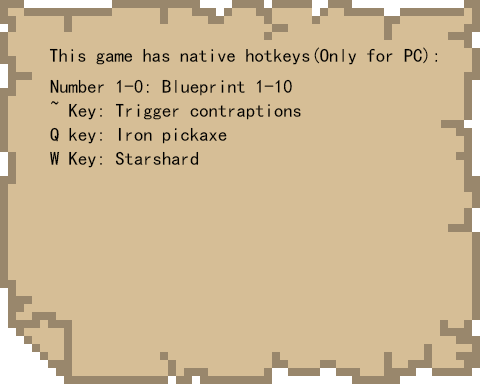 This game has native hotkeys(Only for PC):
Number 1-0: Blueprint 1-10
~ Key: Trigger contraptions
Q key: Iron pickaxe
W Key: Starshard